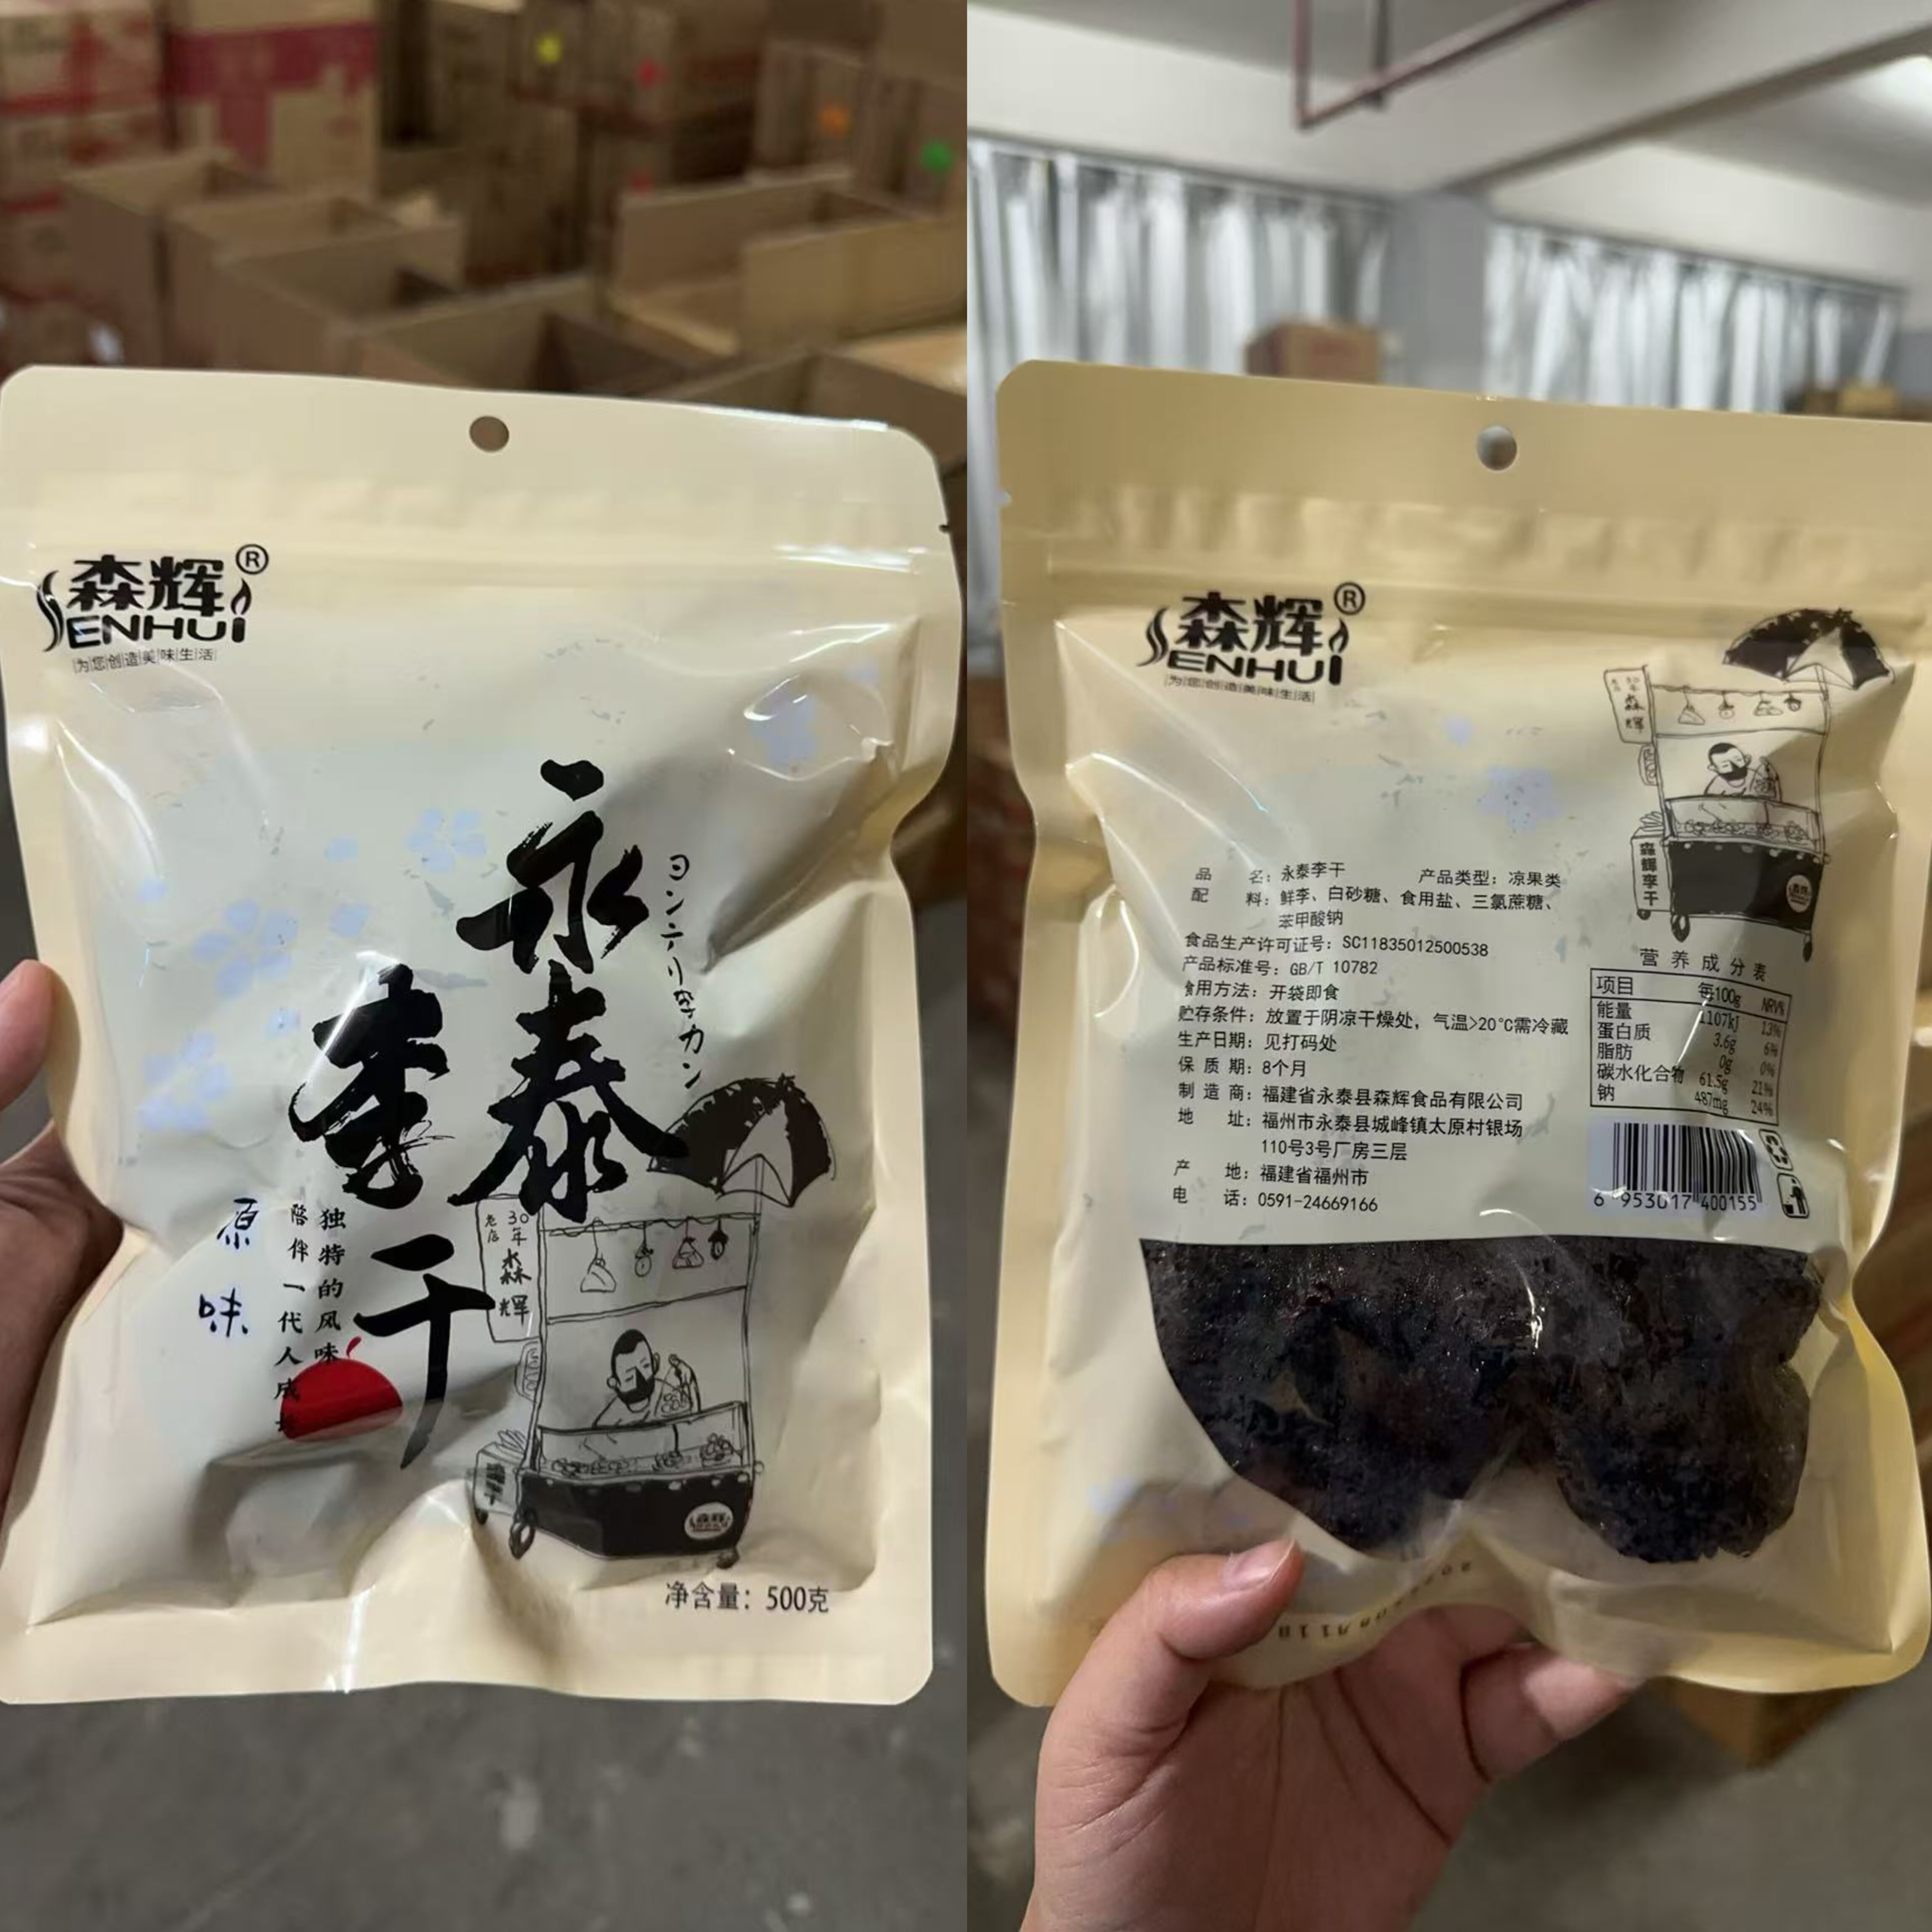 森辉®
SENHUI
为您创造美味生活
永泰
李干
ヨンテリ李カン
原味
独特的风味
陪伴一代人成长
30年
老店
森辉
净含量：500克
森辉®
SENHUI
为您创造美味生活
30年
老店
森辉
森辉李干
品名：永泰李干 产品类型：凉果类
配料：鲜李、白砂糖、食用盐、三氯蔗糖、
苯甲酸钠
食品生产许可证号：SC11835012500538
产品标准号：GB/T 10782
食用方法：开袋即食
贮存条件：放置于阴凉干燥处，气温>20℃需冷藏
生产日期：见打码处
保质期：8个月
制造商：福建省永泰县森辉食品有限公司
地址：福州市永泰县城峰镇太原村银场
110号3号厂房三层
产地：福建省福州市
电话：0591-24669166
营养成分表
项目 每100g NRV%
能量 1107kj 13%
蛋白质 3.6g 6%
脂肪 0g 0%
碳水化合物 61.5g 21%
钠 487mg 24%
6 953017 400155